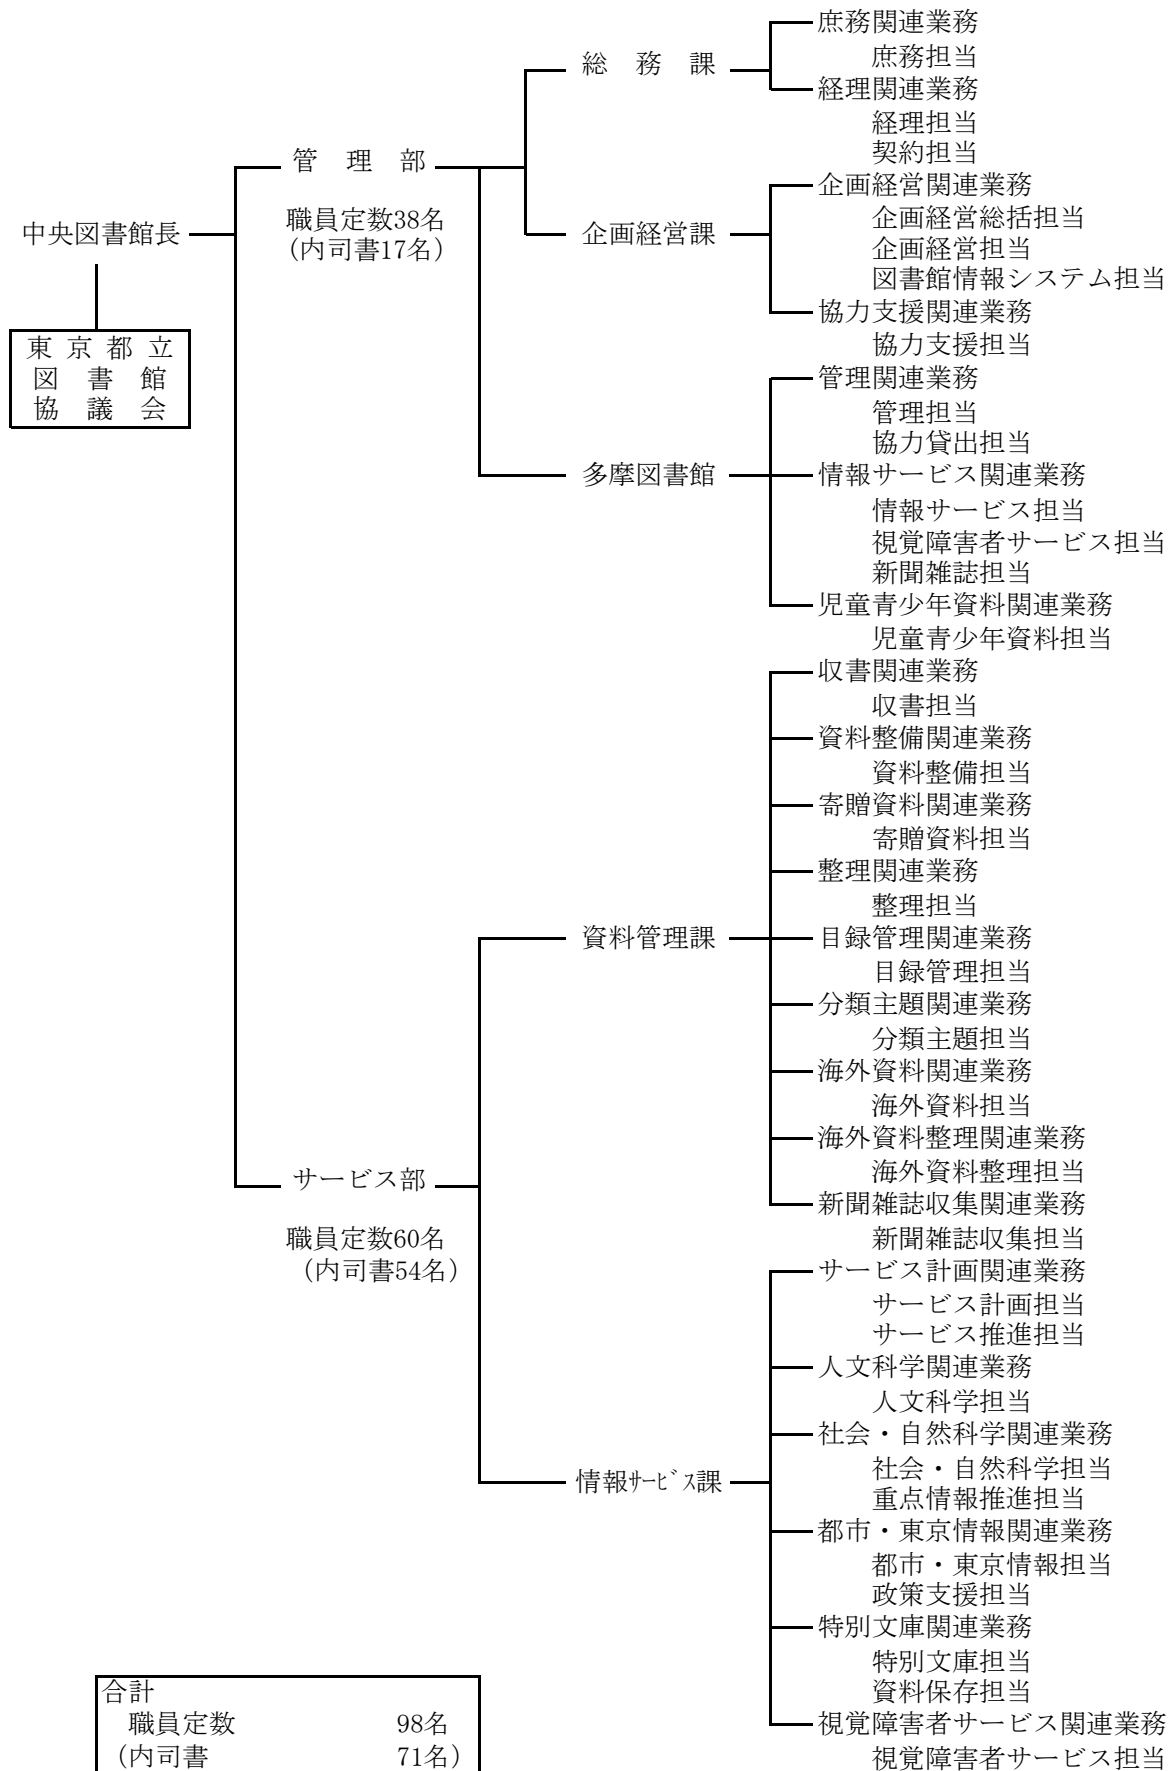 中央図書館長
東京都立
図書館
協議会
管理部
職員定数38名
(内司書17名)
総務課
庶務関連業務
庶務担当
経理関連業務
経理担当
契約担当
企画経営課
企画経営関連業務
企画経営総括担当
企画経営担当
図書館情報システム担当
協力支援関連業務
協力支援担当
多摩図書館
管理関連業務
管理担当
協力貸出担当
情報サービス関連業務
情報サービス担当
視覚障害者サービス担当
新聞雑誌担当
児童青少年資料関連業務
児童青少年資料担当
サービス部
職員定数60名
(内司書54名)
資料管理課
収書関連業務
収書担当
資料整備関連業務
資料整備担当
寄贈資料関連業務
寄贈資料担当
整理関連業務
整理担当
目録管理関連業務
目録管理担当
分類主題関連業務
分類主題担当
海外資料関連業務
海外資料担当
海外資料整理関連業務
海外資料整理担当
新聞雑誌収集関連業務
新聞雑誌収集担当
情報ｻｰﾋﾞｽ課
サービス計画関連業務
サービス計画担当
サービス推進担当
人文科学関連業務
人文科学担当
社会・自然科学関連業務
社会・自然科学担当
重点情報推進担当
都市・東京情報関連業務
都市・東京情報担当
政策支援担当
特別文庫関連業務
特別文庫担当
資料保存担当
視覚障害者サービス関連業務
視覚障害者サービス担当
合計
職員定数 98名
(内司書 71名)